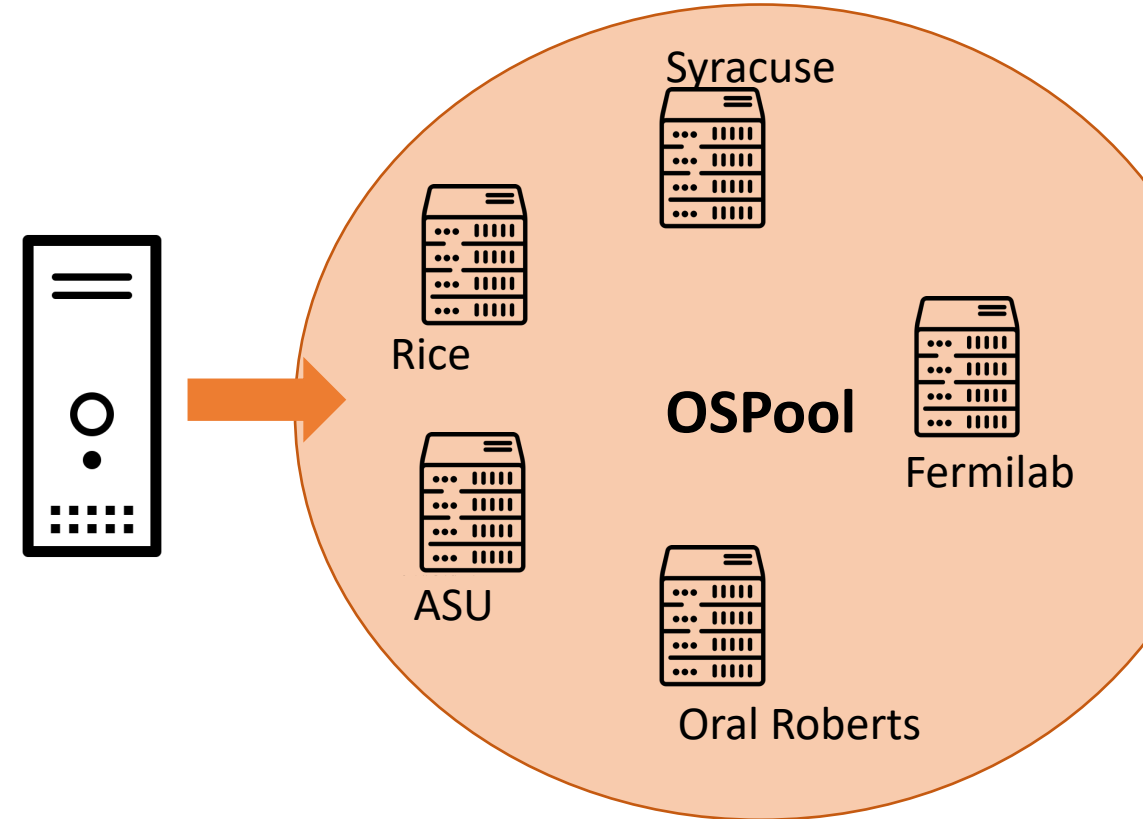 Syracuse
Rice
OSPool
Fermilab
ASU
Oral Roberts